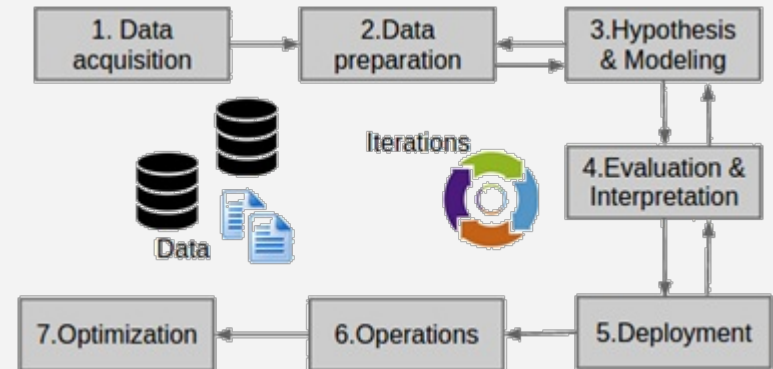 1. Data
acquisition
2.Data
preparation
3.Hypothesis
& Modeling
Iterations
4.Evaluation &
Interpretation
Data
7.Optimization
6.Operations
5.Deployment